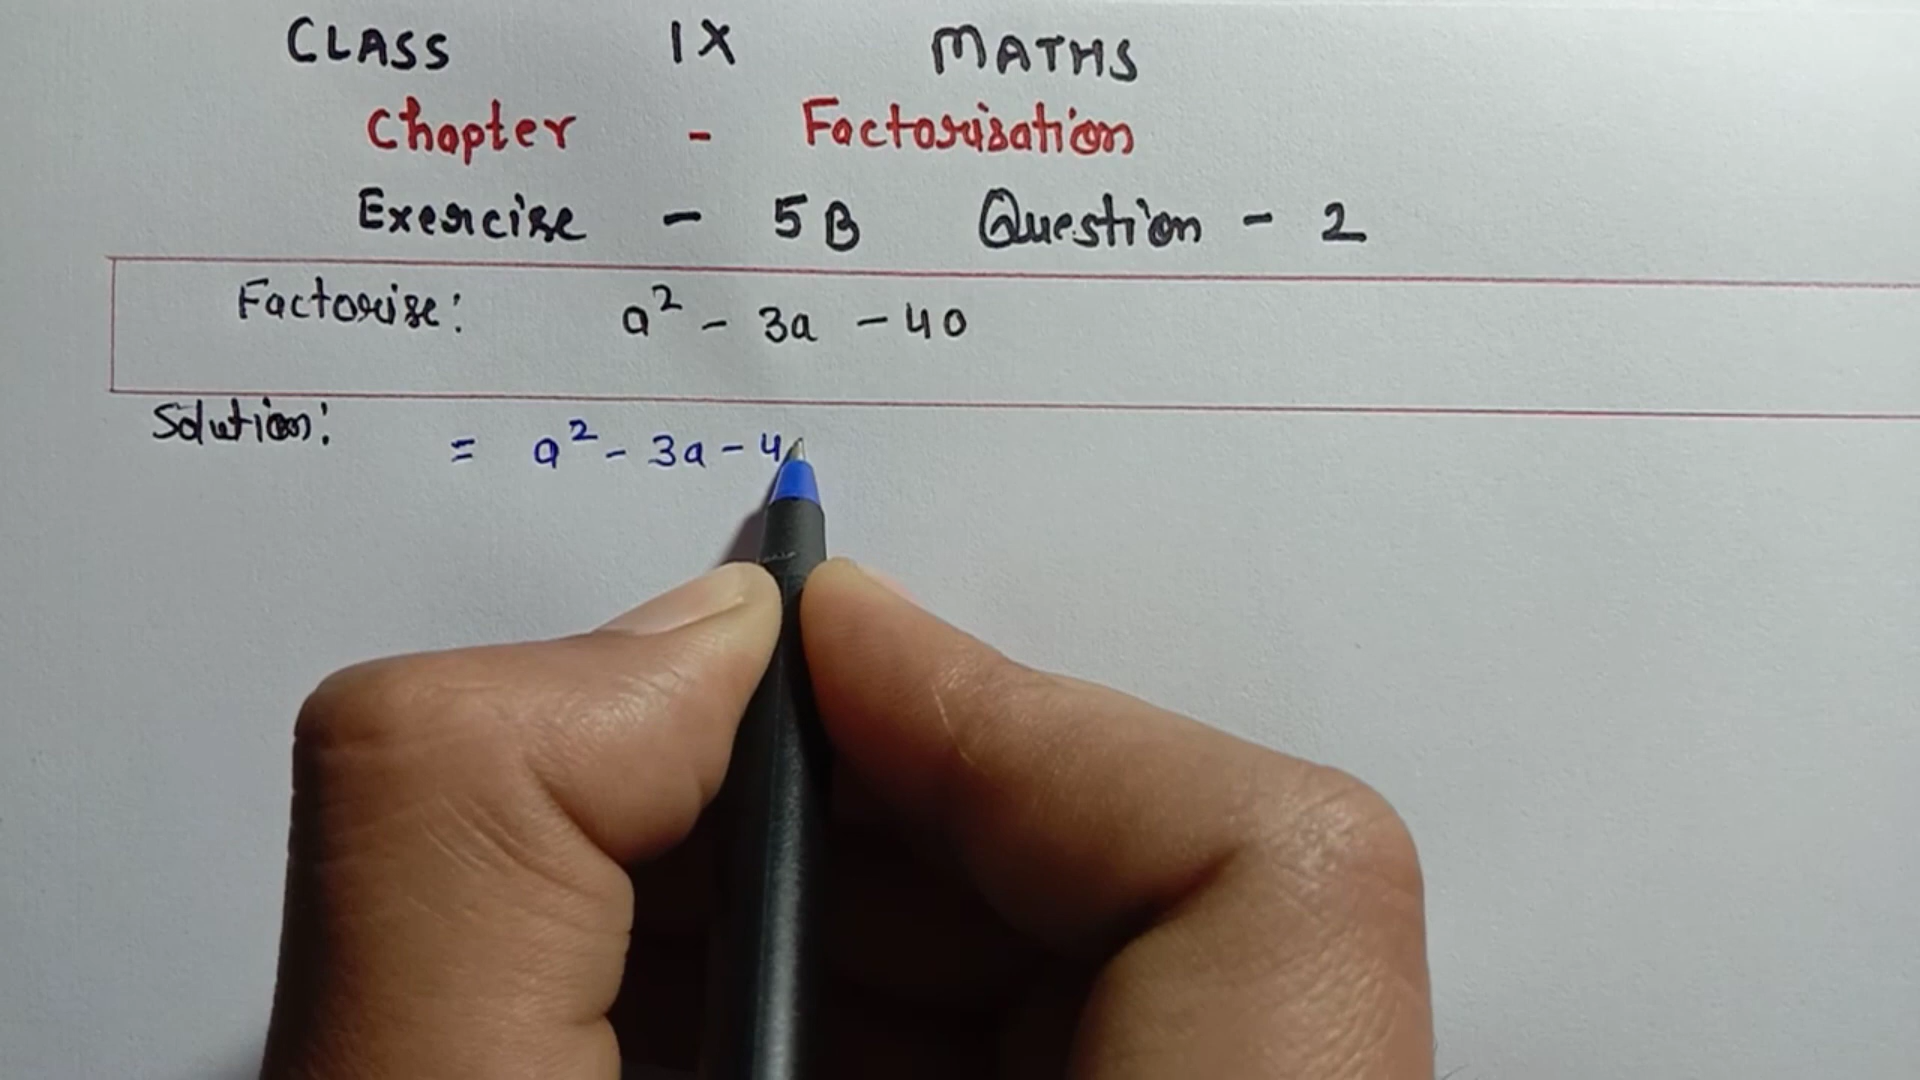 CLASS IX MATHS
Chapter - Factorisation
Exercise - 5B Question - 2
Factorise: a² - 3a - 40
Solution: = a² - 3a - 4